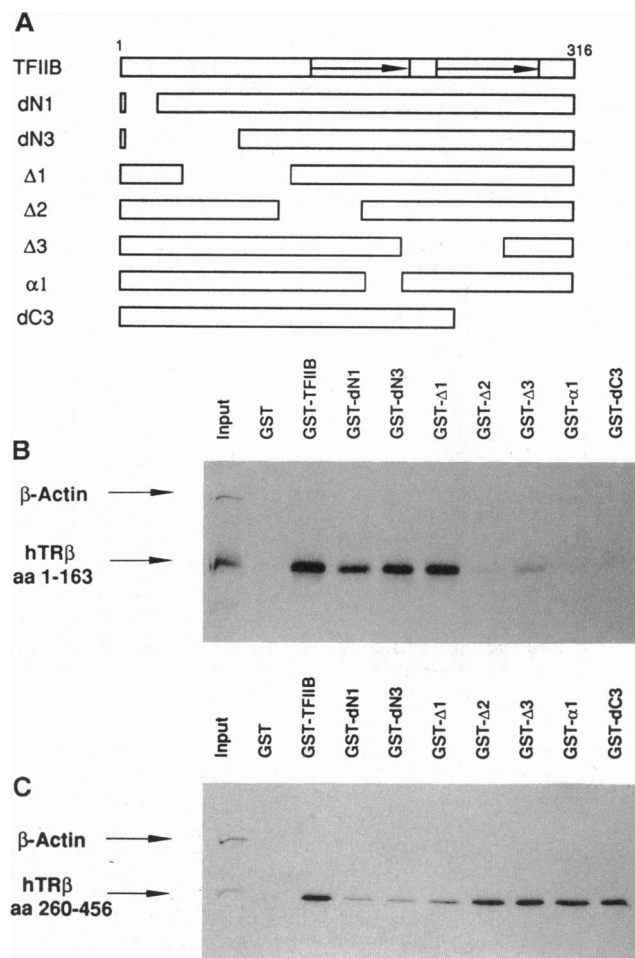 A
1
316
TFIIB
dN1
dN3
Δ1
Δ2
Δ3
α1
dC3
Input
GST
GST-TFIIB
GST-dN1
GST-dN3
GST-Δ1
GST-Δ2
GST-Δ3
GST-α1
GST-dC3
B
β-Actin
hTRβ
aa 1-163
Input
GST
GST-TFIIB
GST-dN1
GST-dN3
GST-Δ1
GST-Δ2
GST-Δ3
GST-α1
GST-dC3
C
β-Actin
hTRβ
aa 260-456